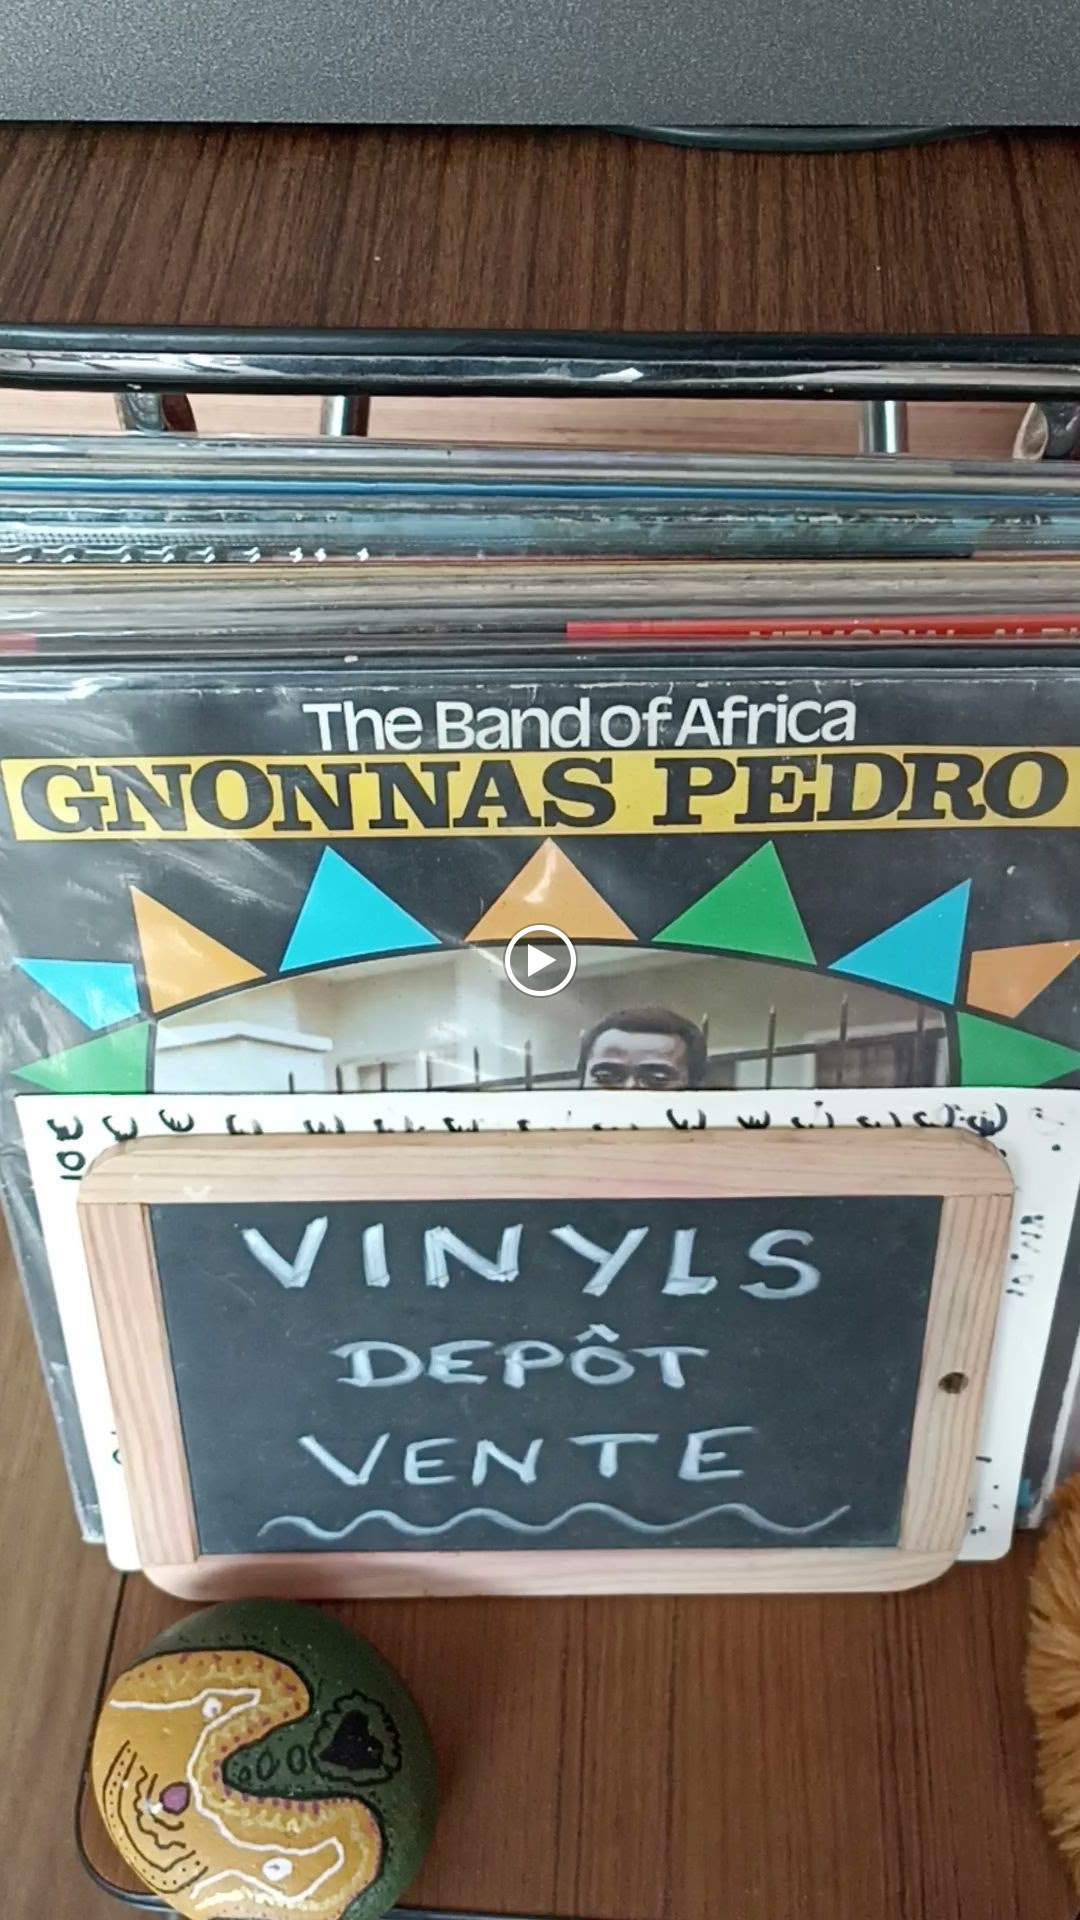 The Band of Africa
GNONNAS PEDRO
VINYLS
DEPÔT
VENTE